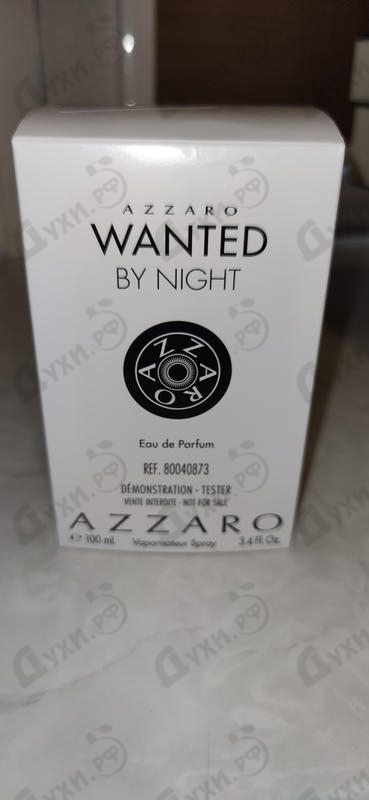 AZZARO
WANTED
BY NIGHT
AZZARO
Eau de Parfum
REF. 80040873
DÉMONSTRATION - TESTER
VENTE INTERDITE - NOT FOR SALE
AZZARO
℮ 100 ml Vaporisateur Spray 3.4 fl. Oz.
Духи.РФ